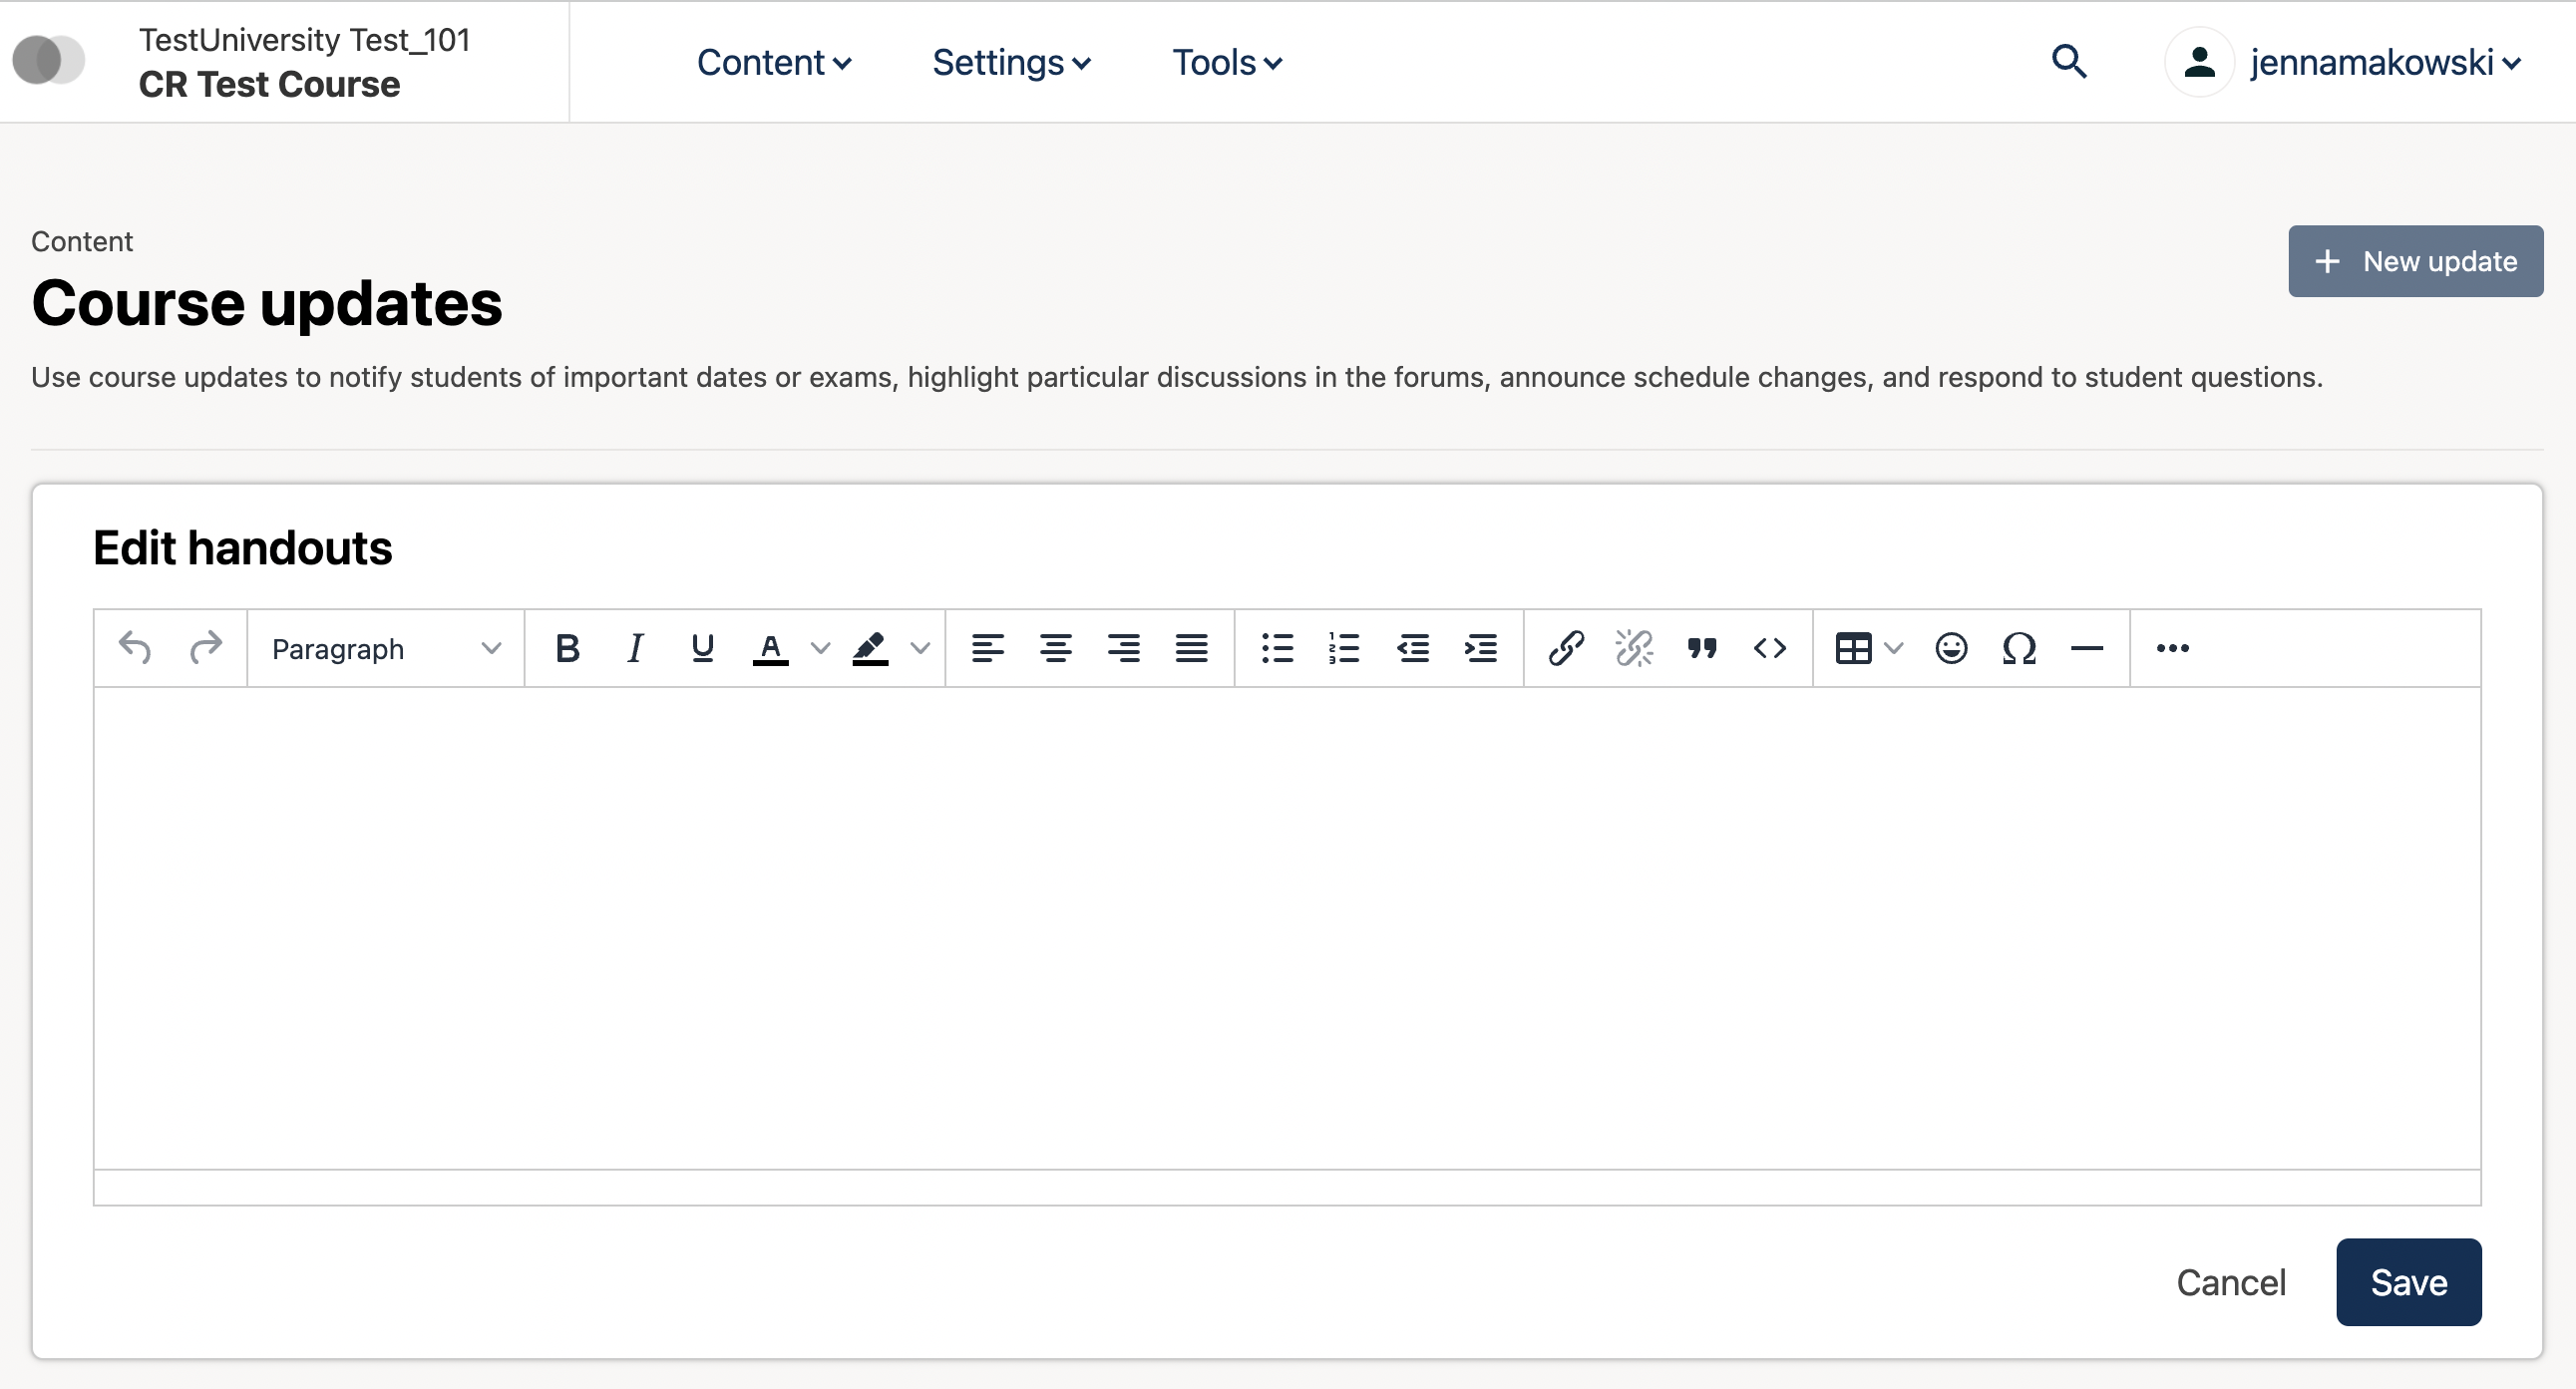 TestUniversity Test_101
CR Test Course
Content
Settings
Tools
jennamakowski
Content
Course updates
+ New update
Use course updates to notify students of important dates or exams, highlight particular discussions in the forums, announce schedule changes, and respond to student questions.
Edit handouts
Paragraph
Cancel
Save